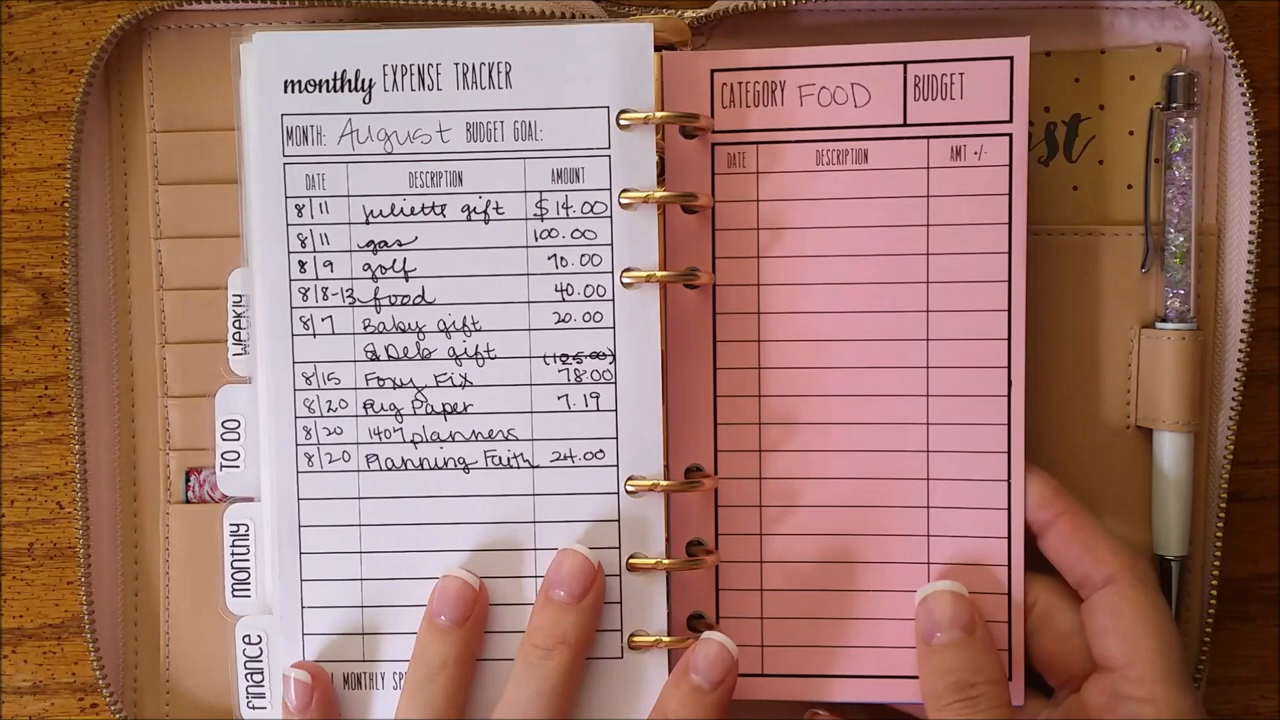 monthly EXPENSE TRACKER
MONTH: August BUDGET GOAL:
DATE DESCRIPTION AMOUNT
8/11 juliette gift $14.00
8/11 gas 100.00
8/9 golf 70.00
8/8-13 food 40.00
8/7 Baby gift 20.00
& Deb gift (125.00)
8/15 Foxy Fix 78.00
8/20 Pug Paper 7.19
8/20 1407 planners
8/20 Planning Faith 24.00
MONTHLY
CATEGORY FOOD BUDGET
DATE DESCRIPTION AMT +/-
WEEKLY
TO DO
monthly
finance